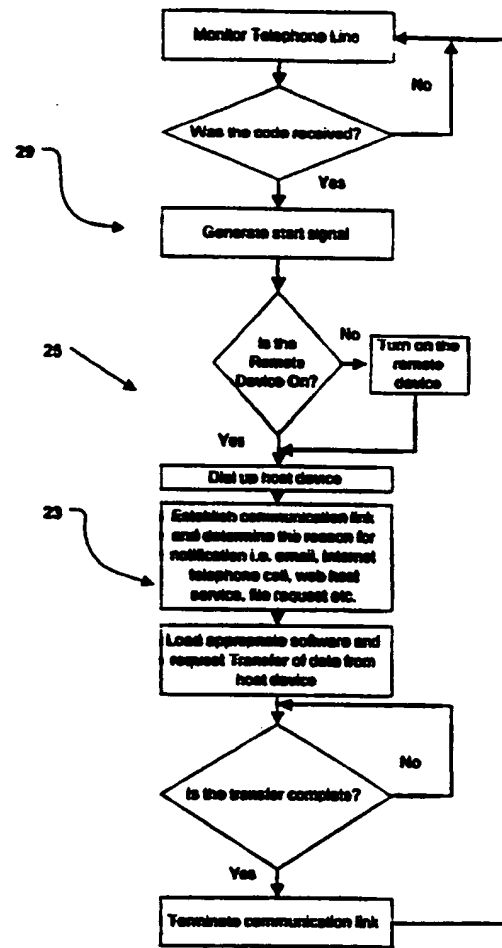 Monitor Telephone Line
No
Was the code received?
29
Yes
Generate start signal
Is the
Remote
Device On?
No
Turn on the
remote
device
25
Yes
Dial up host device
23
Establish communication link
and determine the reason for
notification i.e. email, internet
telephone call, web host
service, file request etc.
Load appropriate software and
request Transfer of data from
host device
No
Is the transfer complete?
Yes
Terminate communication link